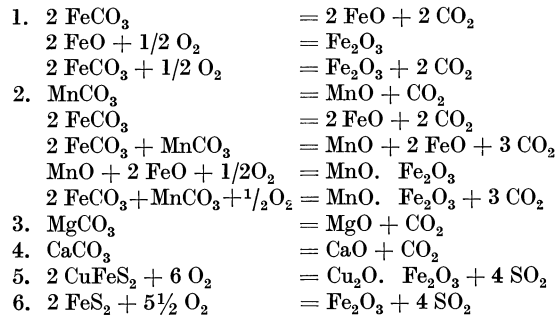 1. 2 FeCO₃ = 2 FeO + 2 CO₂
2 FeO + 1/2 O₂ = Fe₂O₃
2 FeCO₃ + 1/2 O₂ = Fe₂O₃ + 2 CO₂
2. MnCO₃ = MnO + CO₂
2 FeCO₃ = 2 FeO + 2 CO₂
2 FeCO₃ + MnCO₃ = MnO + 2 FeO + 3 CO₂
MnO + 2 FeO + 1/2O₂ = MnO. Fe₂O₃
2 FeCO₃+MnCO₃+¹/₂O₂ = MnO. Fe₂O₃ + 3 CO₂
3. MgCO₃ = MgO + CO₂
4. CaCO₃ = CaO + CO₂
5. 2 CuFeS₂ + 6 O₂ = Cu₂O. Fe₂O₃ + 4 SO₂
6. 2 FeS₂ + 5½ O₂ = Fe₂O₃ + 4 SO₂